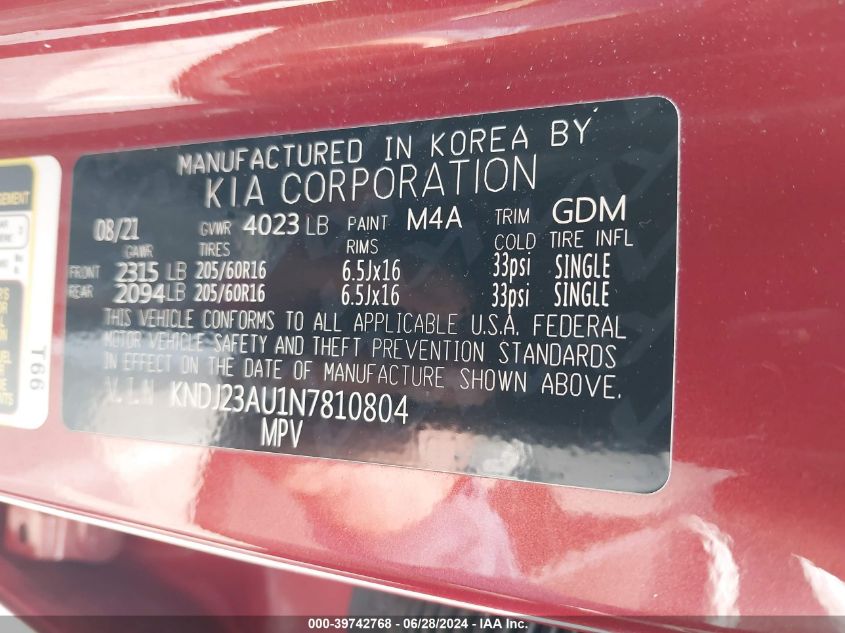 MANUFACTURED IN KOREA BY
KIA CORPORATION
08/21 GVWR 4023 LB PAINT M4A TRIM GDM
GAWR TIRES RIMS COLD TIRE INFL
FRONT 2315 LB 205/60R16 6.5Jx16 33psi SINGLE
REAR 2094 LB 205/60R16 6.5Jx16 33psi SINGLE
THIS VEHICLE CONFORMS TO ALL APPLICABLE U.S.A. FEDERAL
MOTOR VEHICLE SAFETY AND THEFT PREVENTION STANDARDS
IN EFFECT ON THE DATE OF MANUFACTURE SHOWN ABOVE.
V.I.N KNDJ23AU1N7810804
MPV
T66
000-39742768 - 06/28/2024 - IAA Inc.